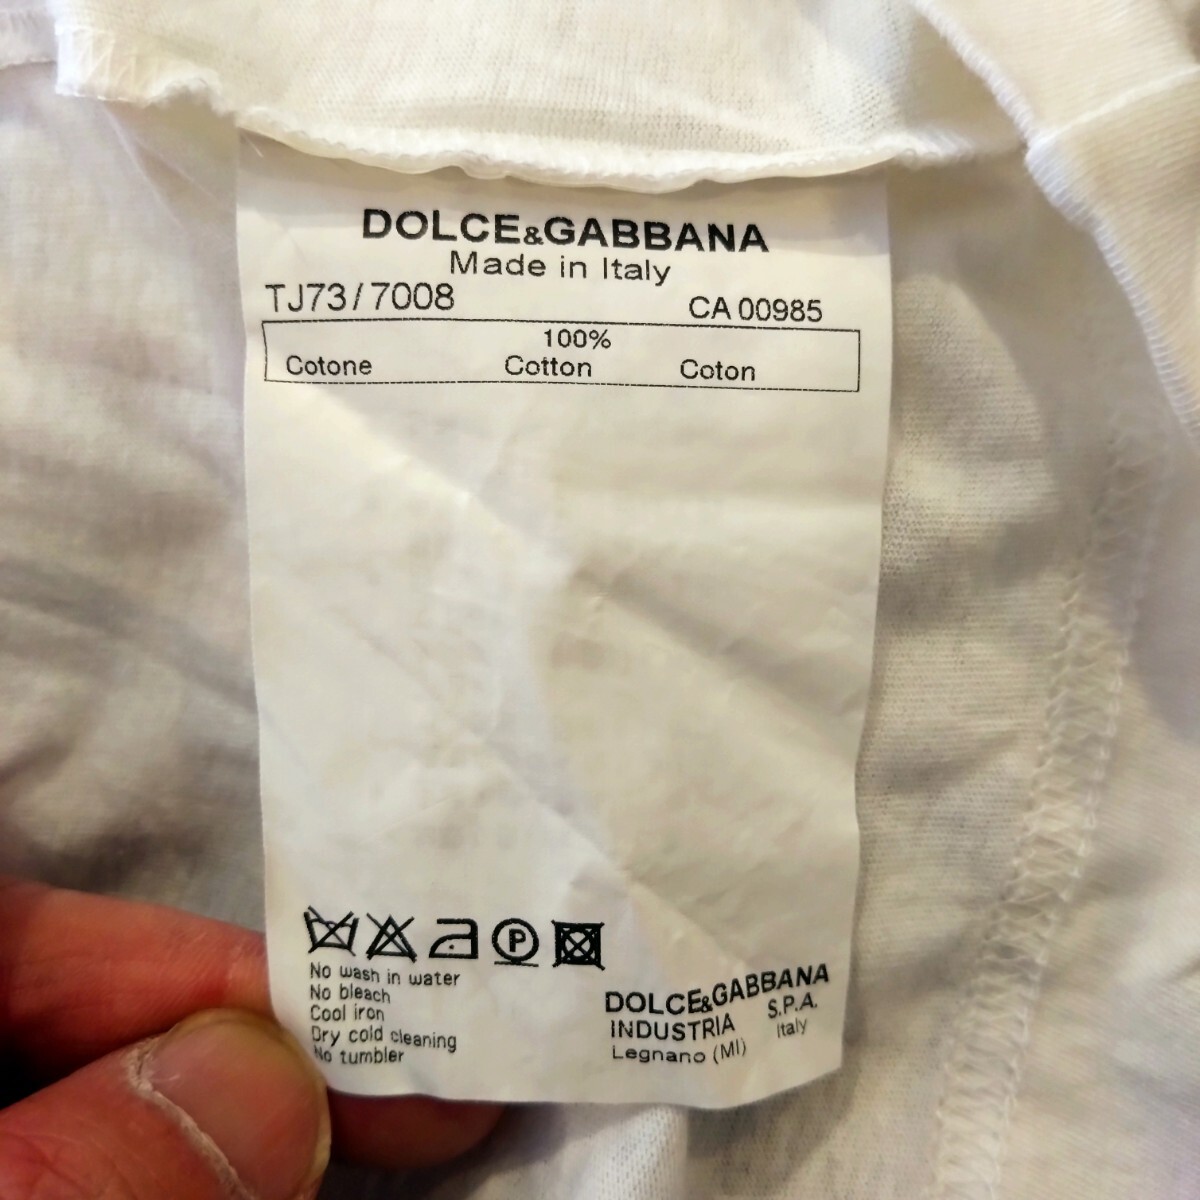 DOLCE&GABBANA
Made in Italy
TJ73/7008 CA 00985
100%
Cotone Cotton Coton
P
No wash in water
No bleach
Cool iron
Dry cold cleaning
No tumbler
DOLCE&GABBANA
INDUSTRIA S.P.A.
Legnano (MI) Italy